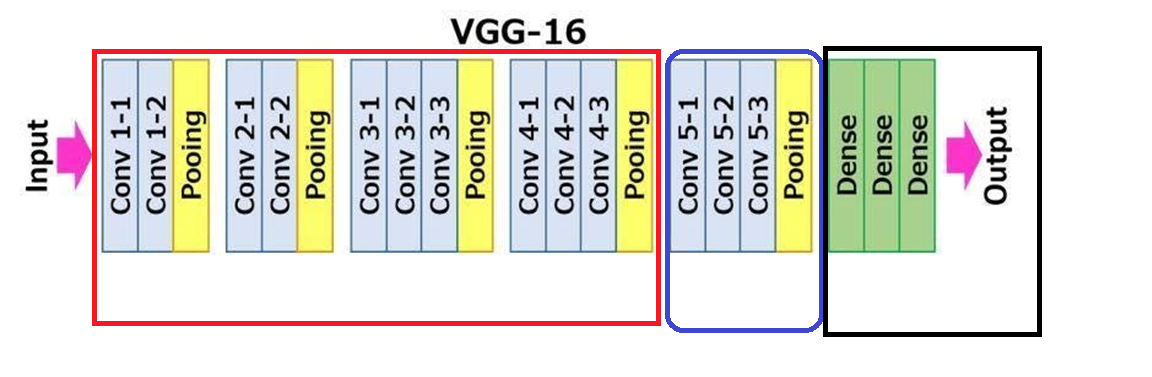 VGG-16
Input
Conv 1-1
Conv 1-2
Pooing
Conv 2-1
Conv 2-2
Pooing
Conv 3-1
Conv 3-2
Conv 3-3
Pooing
Conv 4-1
Conv 4-2
Conv 4-3
Pooing
Conv 5-1
Conv 5-2
Conv 5-3
Pooing
Dense
Dense
Dense
Output